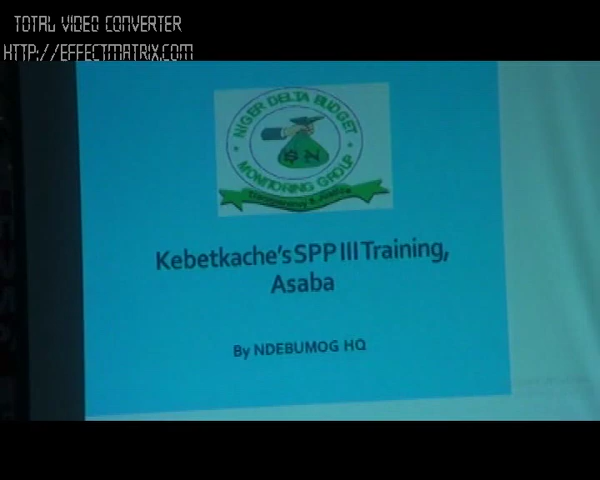 TOTAL VIDEO CONVERTER
HTTP://EFFECTMATRIX.COM
NIGER DELTA BUDGET
MONITORING GROUP
$ N
Kebetkache's SPP III Training,
Asaba
By NDEBUMOG HQ